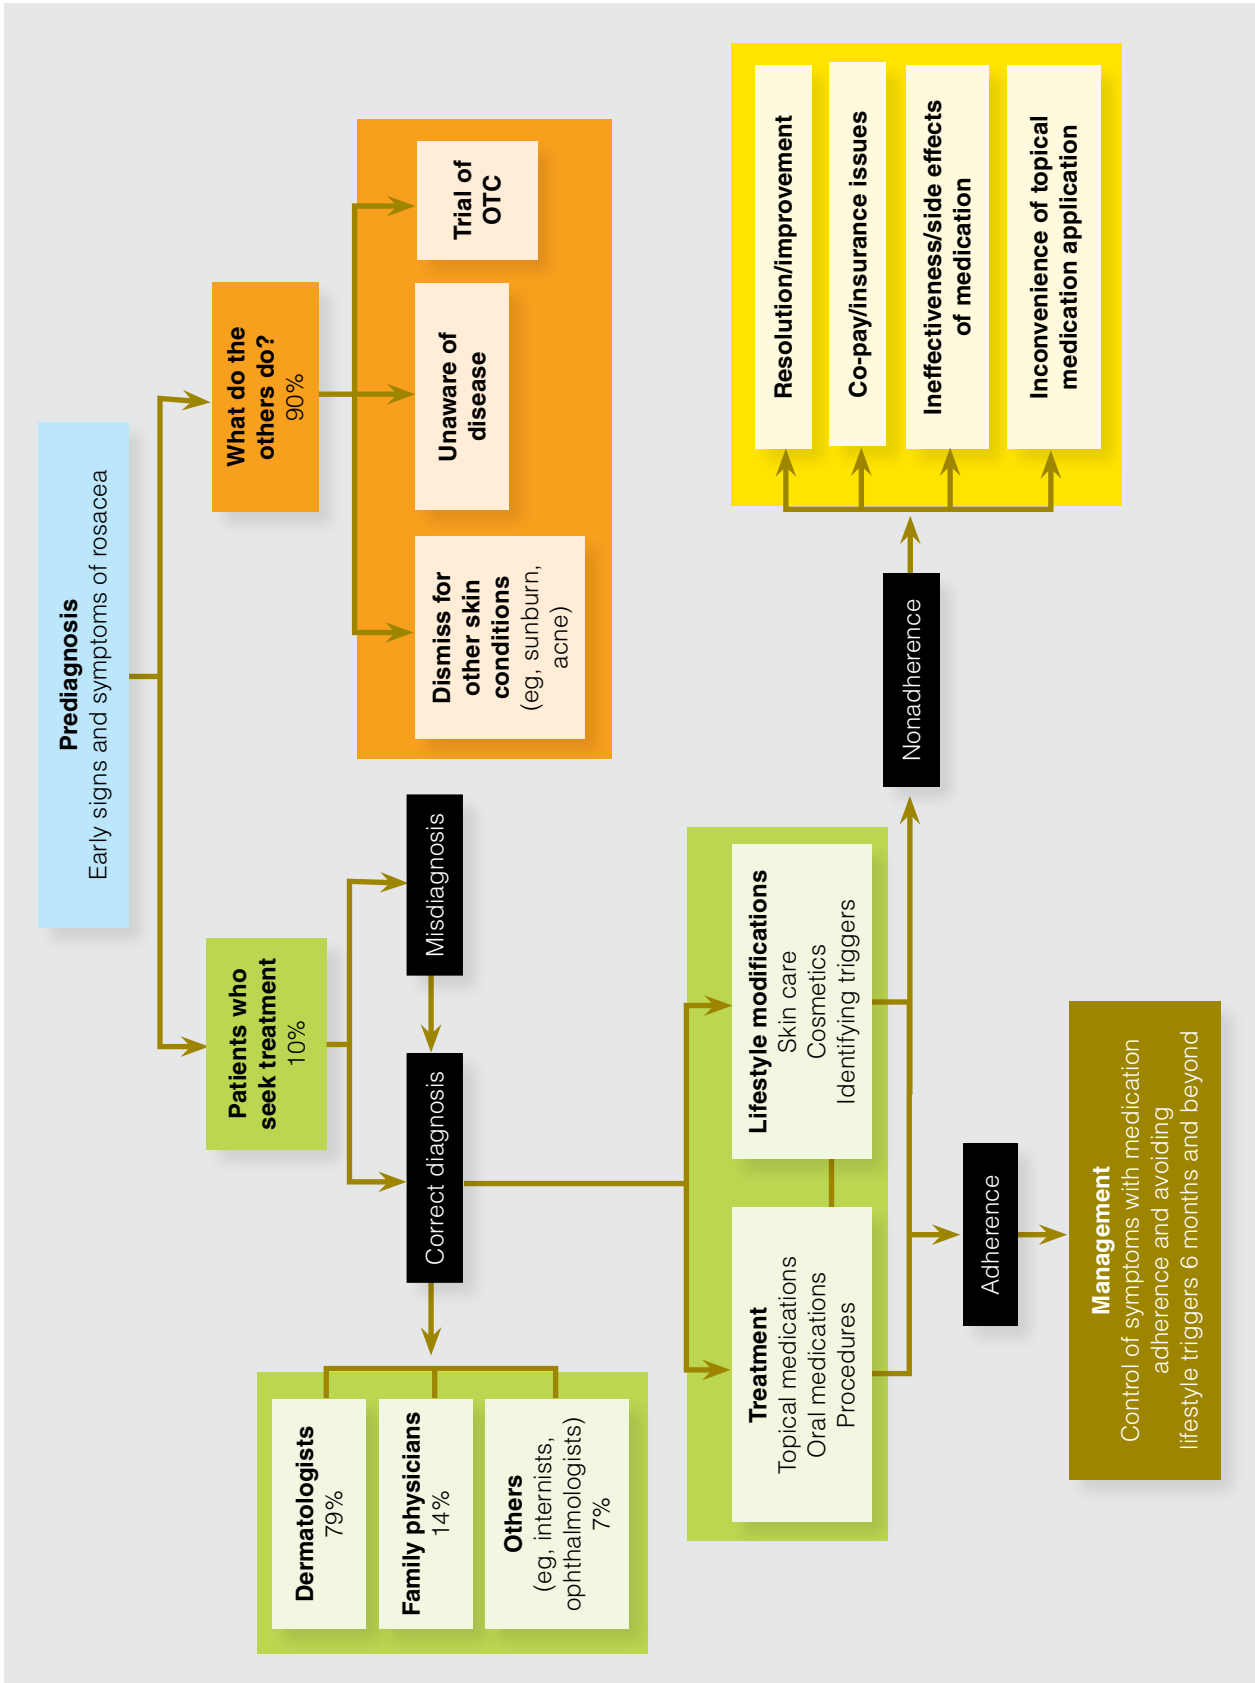 Prediagnosis
Early signs and symptoms of rosacea
Patients who
seek treatment
10%
What do the
others do?
90%
Dermatologists
79%
Family physicians
14%
Others
(eg, internists,
ophthalmologists)
7%
Correct diagnosis
Misdiagnosis
Dismiss for
other skin
conditions
(eg, sunburn,
acne)
Unaware of
disease
Trial of
OTC
Treatment
Topical medications
Oral medications
Procedures
Lifestyle modifications
Skin care
Cosmetics
Identifying triggers
Adherence
Nonadherence
Resolution/improvement
Co-pay/insurance issues
Ineffectiveness/side effects
of medication
Inconvenience of topical
medication application
Management
Control of symptoms with medication
adherence and avoiding
lifestyle triggers 6 months and beyond